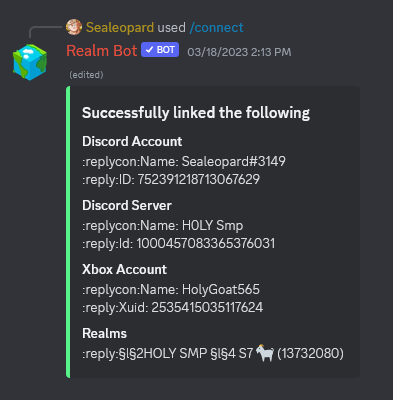 Sealeopard used /connect
Realm Bot ✓ BOT 03/18/2023 2:13 PM
(edited)
Successfully linked the following
Discord Account
:replycon:Name: Sealeopard#3149
:reply:ID: 752391218713067629
Discord Server
:replycon:Name: H0LY Smp
:reply:Id: 1000457083365376031
Xbox Account
:replycon:Name: HolyGoat565
:reply:Xuid: 2535415035117624
Realms
:reply:§l§2HOLY SMP §l§4 S7 🐐 (13732080)